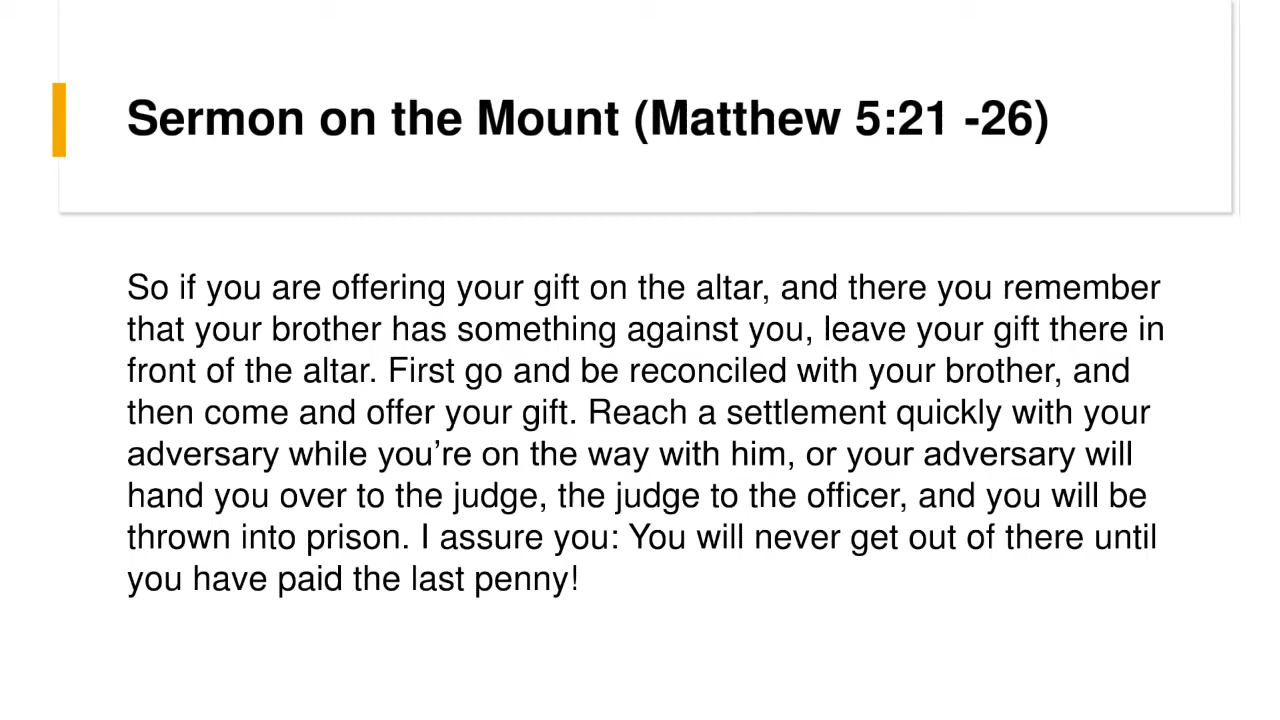 Sermon on the Mount (Matthew 5:21 -26)
So if you are offering your gift on the altar, and there you remember
that your brother has something against you, leave your gift there in
front of the altar. First go and be reconciled with your brother, and
then come and offer your gift. Reach a settlement quickly with your
adversary while you’re on the way with him, or your adversary will
hand you over to the judge, the judge to the officer, and you will be
thrown into prison. I assure you: You will never get out of there until
you have paid the last penny!